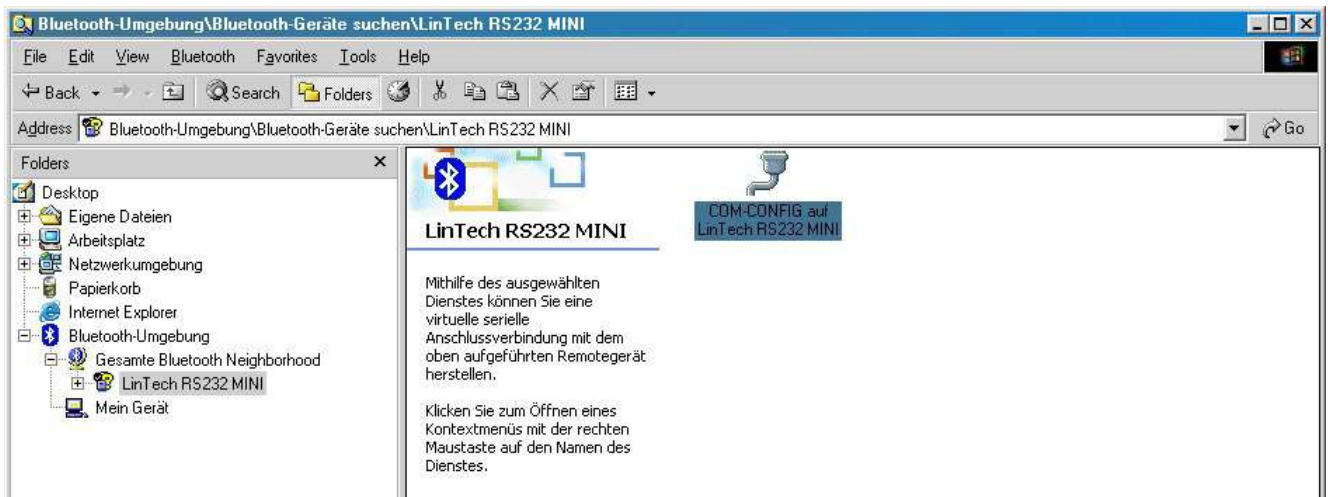 Bluetooth-Umgebung\Bluetooth-Geräte suchen\LinTech RS232 MINI
File Edit View Bluetooth Favorites Tools Help
Back Search Folders
Address Bluetooth-Umgebung\Bluetooth-Geräte suchen\LinTech RS232 MINI Go
Folders
Desktop
Eigene Dateien
Arbeitsplatz
Netzwerkumgebung
Papierkorb
Internet Explorer
Bluetooth-Umgebung
Gesamte Bluetooth Neighborhood
LinTech RS232 MINI
Mein Gerät
LinTech RS232 MINI
Mithilfe des ausgewählten
Dienstes können Sie eine
virtuelle serielle
Anschlussverbindung mit dem
oben aufgeführten Remotegerät
herstellen.
Klicken Sie zum Öffnen eines
Kontextmenüs mit der rechten
Maustaste auf den Namen des
Dienstes.
COM-CONFIG auf
LinTech RS232 MINI